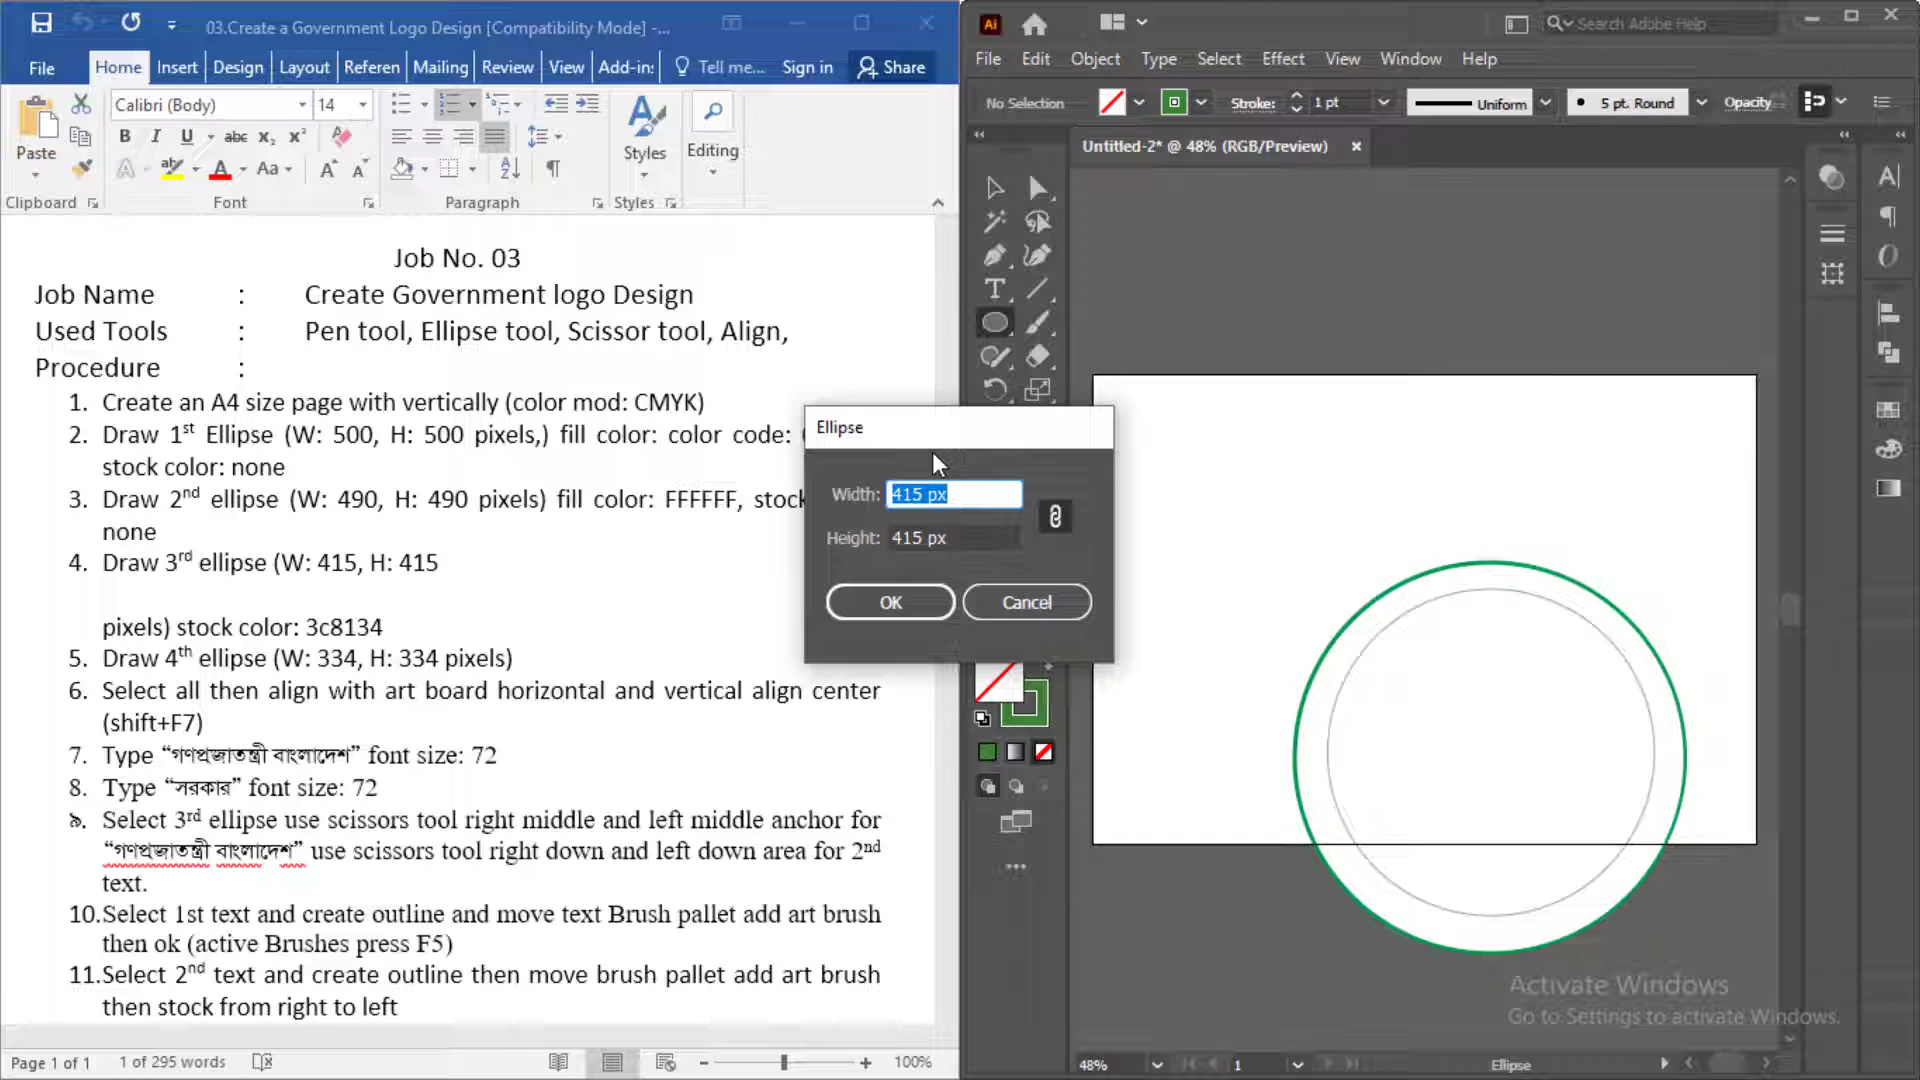 03.Create a Government Logo Design [Compatibility Mode] -...
File Home Insert Design Layout Referen Mailing Review View Add-in: Tell me... Sign in Share
Calibri (Body) 14
Paste
B I U abc x₂ x²
Aa
Styles
Editing
Clipboard Font Paragraph Styles
Job No. 03
Job Name : Create Government logo Design
Used Tools : Pen tool, Ellipse tool, Scissor tool, Align,
Procedure :
1. Create an A4 size page with vertically (color mod: CMYK)
2. Draw 1st Ellipse (W: 500, H: 500 pixels,) fill color: color code: (
stock color: none
3. Draw 2nd ellipse (W: 490, H: 490 pixels) fill color: FFFFFF, stock
none
4. Draw 3rd ellipse (W: 415, H: 415
pixels) stock color: 3c8134
5. Draw 4th ellipse (W: 334, H: 334 pixels)
6. Select all then align with art board horizontal and vertical align center
(shift+F7)
7. Type “গণপ্রজাতন্ত্রী বাংলাদেশ” font size: 72
8. Type “সরকার” font size: 72
৯. Select 3rd ellipse use scissors tool right middle and left middle anchor for
“গণপ্রজাতন্ত্রী বাংলাদেশ” use scissors tool right down and left down area for 2nd
text.
10.Select 1st text and create outline and move text Brush pallet add art brush
then ok (active Brushes press F5)
11.Select 2nd text and create outline then move brush pallet add art brush
then stock from right to left
Page 1 of 1 1 of 295 words 100%
Ai
Search Adobe Help
File Edit Object Type Select Effect View Window Help
No Selection Stroke: 1 pt Uniform 5 pt. Round Opacity
Untitled-2* @ 48% (RGB/Preview)
Ellipse
Width: 415 px
Height: 415 px
OK Cancel
Activate Windows
Go to Settings to activate Windows.
48% 1 Ellipse